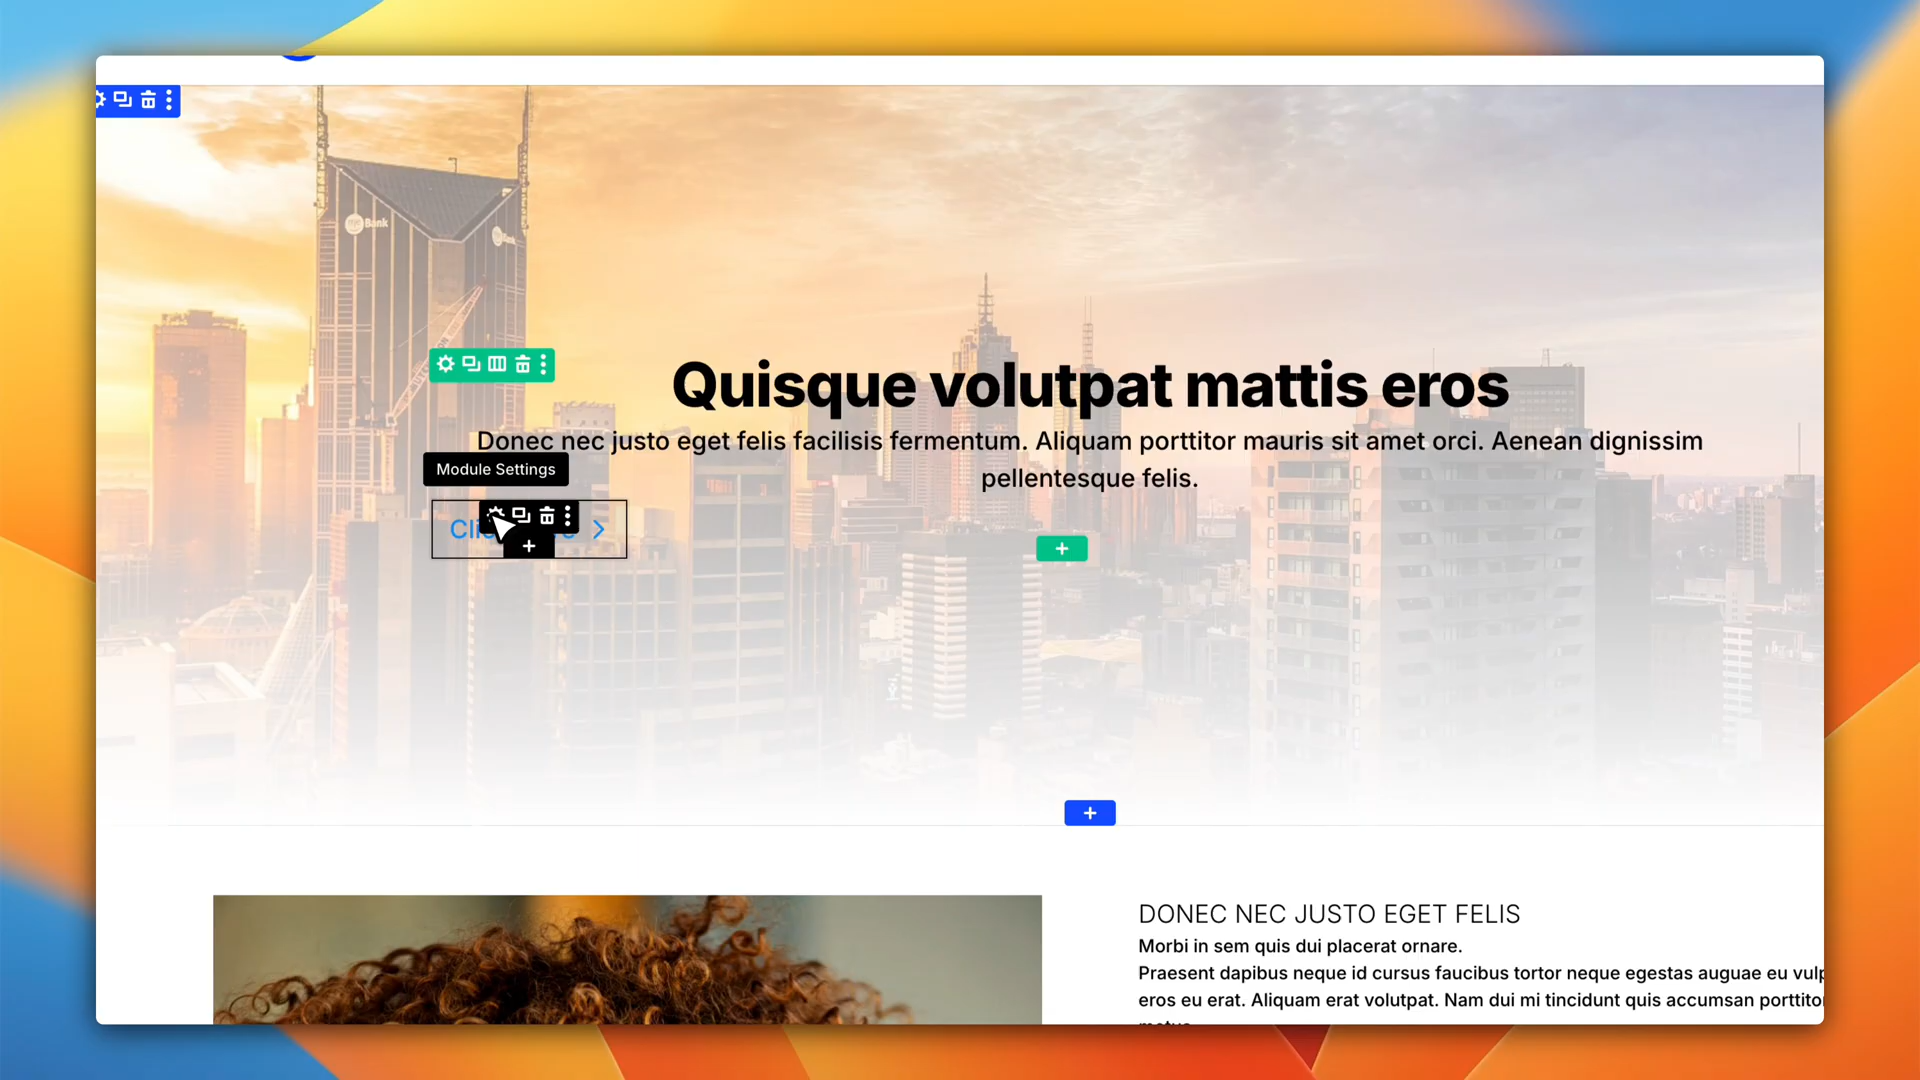 Bank
Quisque volutpat mattis eros
Donec nec justo eget felis facilisis fermentum. Aliquam porttitor mauris sit amet orci. Aenean dignissim
pellentesque felis.
Module Settings
DONEC NEC JUSTO EGET FELIS
Morbi in sem quis dui placerat ornare.
Praesent dapibus neque id cursus faucibus tortor neque egestas auguae eu vulp
eros eu erat. Aliquam erat volutpat. Nam dui mi tincidunt quis accumsan porttitor